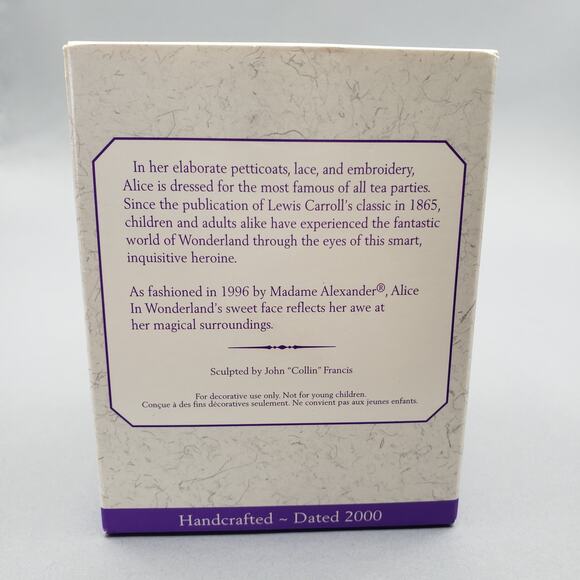 In her elaborate petticoats, lace, and embroidery,
Alice is dressed for the most famous of all tea parties.
Since the publication of Lewis Carroll's classic in 1865,
children and adults alike have experienced the fantastic
world of Wonderland through the eyes of this smart,
inquisitive heroine.
As fashioned in 1996 by Madame Alexander®, Alice
In Wonderland's sweet face reflects her awe at
her magical surroundings.
Sculpted by John "Collin" Francis
For decorative use only. Not for young children.
Conçue à des fins décoratives seulement. Ne convient pas aux jeunes enfants.
Handcrafted ~ Dated 2000